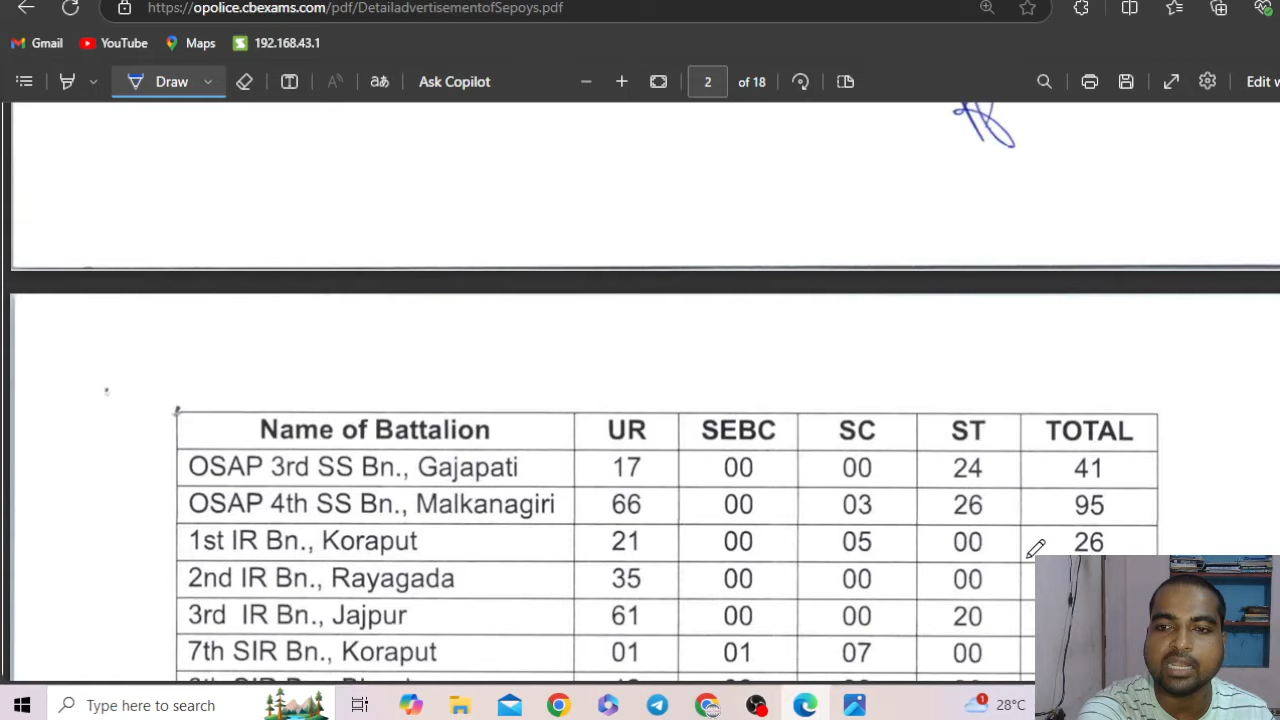 https://opolice.cbexams.com/pdf/DetailadvertisementofSepoys.pdf
Gmail YouTube Maps 192.168.43.1
Draw Ask Copilot 2 of 18 Edit w
Name of Battalion UR SEBC SC ST TOTAL
OSAP 3rd SS Bn., Gajapati 17 00 00 24 41
OSAP 4th SS Bn., Malkanagiri 66 00 03 26 95
1st IR Bn., Koraput 21 00 05 00 26
2nd IR Bn., Rayagada 35 00 00 00
3rd IR Bn., Jajpur 61 00 00 20
7th SIR Bn., Koraput 01 01 07 00
Type here to search 28°C